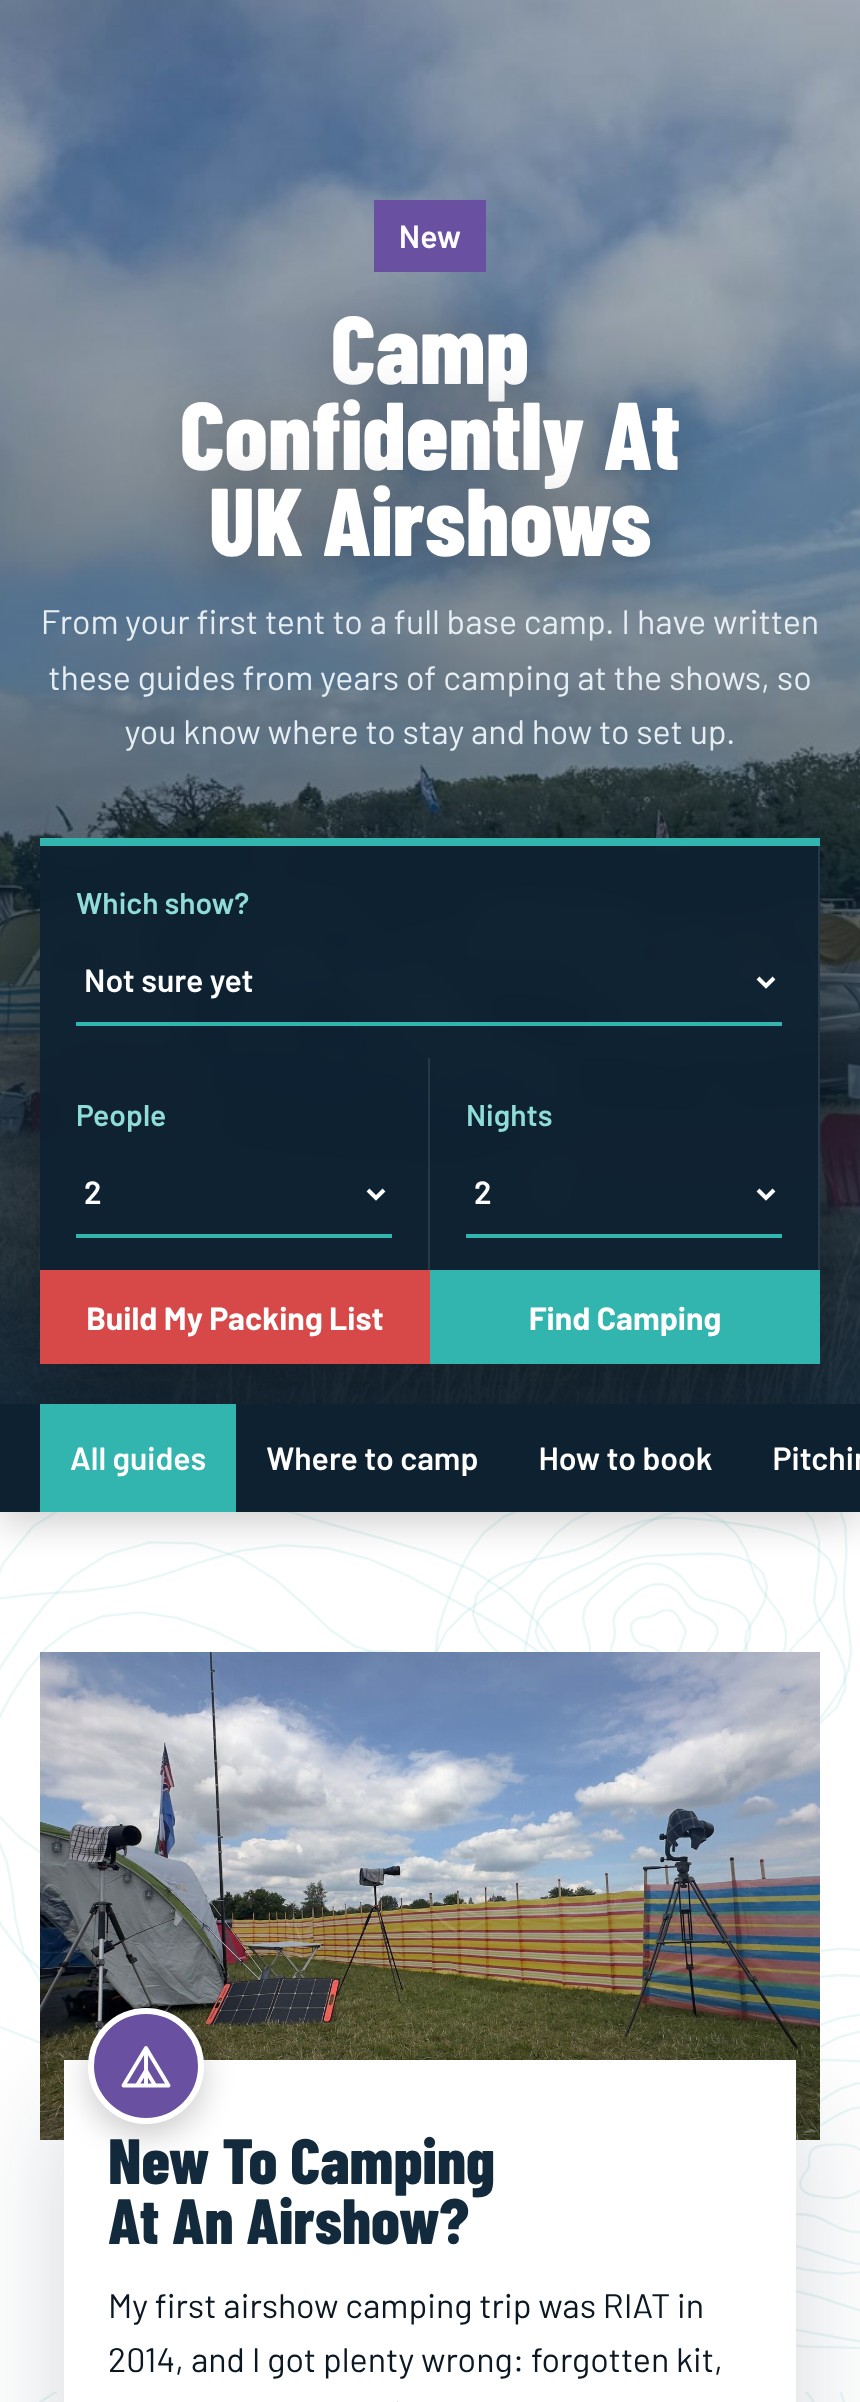 New
Camp
Confidently At
UK Airshows
From your first tent to a full base camp. I have written
these guides from years of camping at the shows, so
you know where to stay and how to set up.
Which show?
Not sure yet
People
Nights
2
2
Build My Packing List
Find Camping
All guides
Where to camp
How to book
Pitchin
New To Camping
At An Airshow?
My first airshow camping trip was RIAT in
2014, and I got plenty wrong: forgotten kit,